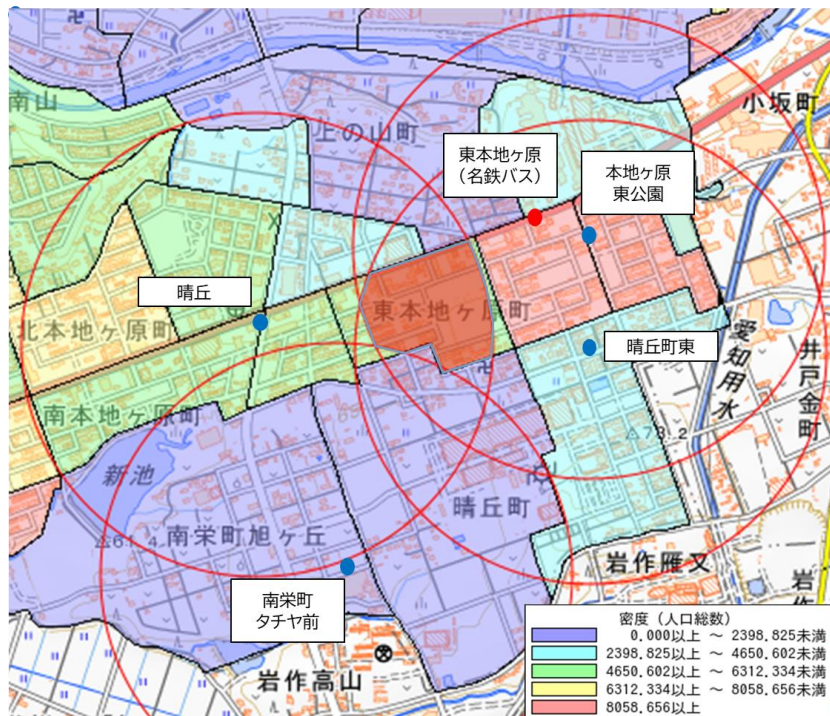 南山
上の山町
小坂町
東本地ヶ原
（名鉄バス）
本地ヶ原
東公園
晴丘
東本地ヶ原町
北本地ヶ原町
晴丘町東
愛知用水
井戸金町
南本地ヶ原町
新池
△61.4
△73.2
南栄町旭ヶ丘
晴丘町
岩作雁又
岩
南栄町
タチヤ前
岩作高山
密度（人口総数）
0.000以上 ～ 2398.825未満
2398.825以上 ～ 4650.602未満
4650.602以上 ～ 6312.334未満
6312.334以上 ～ 8058.656未満
8058.656以上